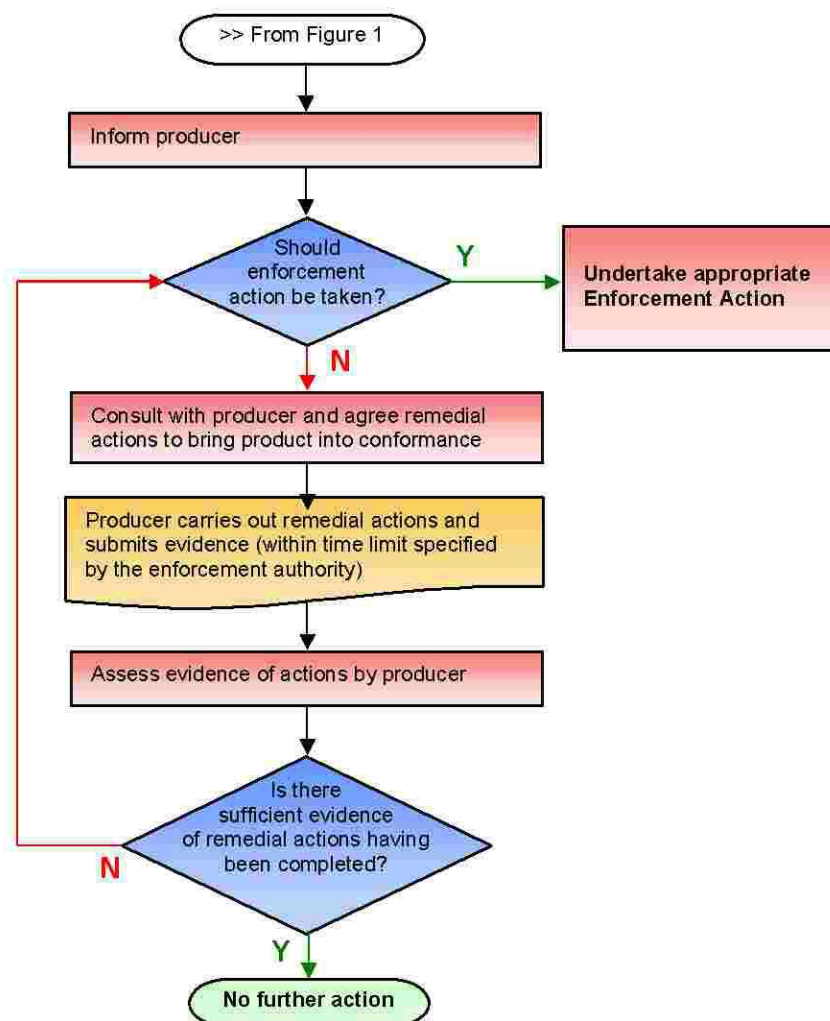 >> From Figure 1
Inform producer
Should
enforcement
action be taken?
Y
Undertake appropriate
Enforcement Action
N
Consult with producer and agree remedial
actions to bring product into conformance
Producer carries out remedial actions and
submits evidence (within time limit specified
by the enforcement authority)
Assess evidence of actions by producer
Is there
sufficient evidence
of remedial actions having
been completed?
N
Y
No further action